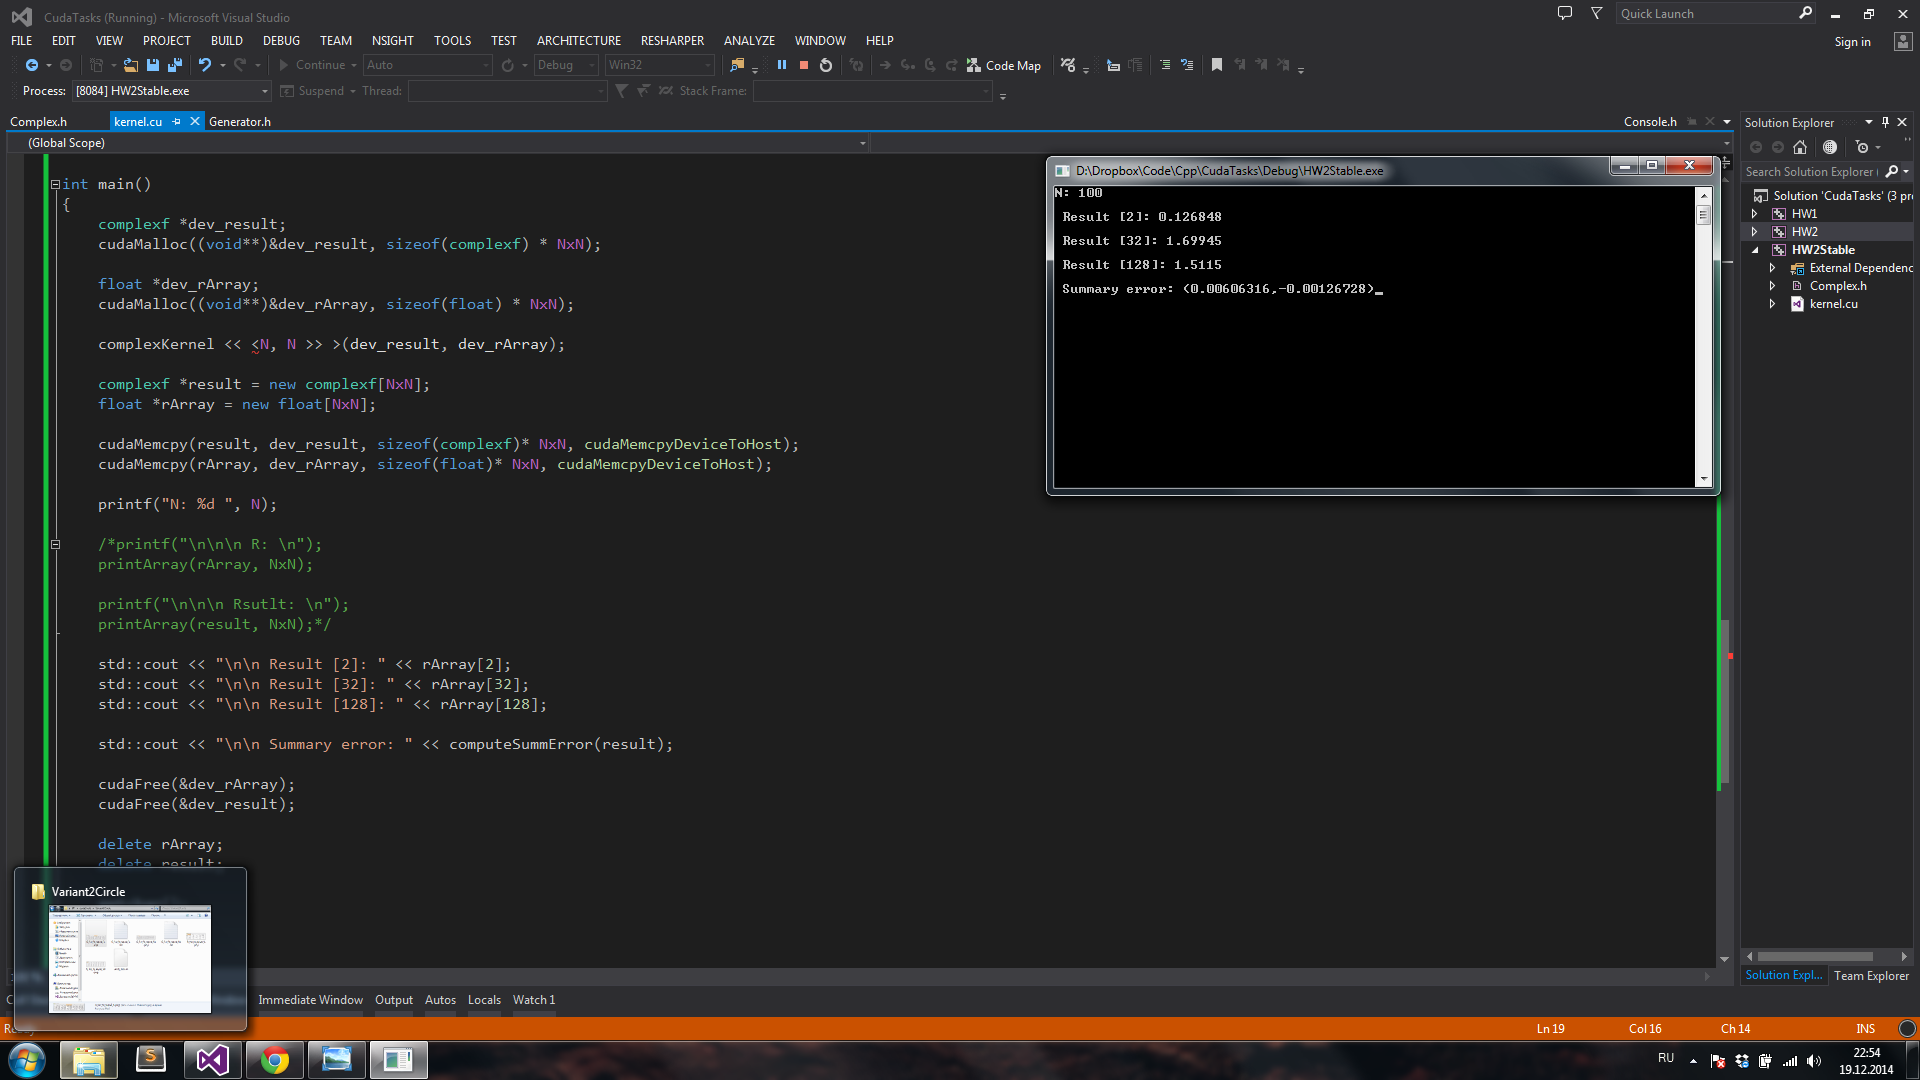 CudaTasks (Running) - Microsoft Visual Studio
Quick Launch
FILE EDIT VIEW PROJECT BUILD DEBUG TEAM NSIGHT TOOLS TEST ARCHITECTURE RESHARPER ANALYZE WINDOW HELP
Sign in
Continue Auto Debug Win32 Code Map
Process: [8084] HW2Stable.exe Suspend Thread: Stack Frame:
Complex.h kernel.cu Generator.h Console.h
(Global Scope)
int main()
{
complexf *dev_result;
cudaMalloc((void**)&dev_result, sizeof(complexf) * NxN);
float *dev_rArray;
cudaMalloc((void**)&dev_rArray, sizeof(float) * NxN);
complexKernel << <N, N >> >(dev_result, dev_rArray);
complexf *result = new complexf[NxN];
float *rArray = new float[NxN];
cudaMemcpy(result, dev_result, sizeof(complexf)* NxN, cudaMemcpyDeviceToHost);
cudaMemcpy(rArray, dev_rArray, sizeof(float)* NxN, cudaMemcpyDeviceToHost);
printf("N: %d ", N);
/*printf("\n\n\n R: \n");
printArray(rArray, NxN);
printf("\n\n\n Rsutlt: \n");
printArray(result, NxN);*/
std::cout << "\n\n Result [2]: " << rArray[2];
std::cout << "\n\n Result [32]: " << rArray[32];
std::cout << "\n\n Result [128]: " << rArray[128];
std::cout << "\n\n Summary error: " << computeSummError(result);
cudaFree(&dev_rArray);
cudaFree(&dev_result);
delete rArray;
delete result;
D:\Dropbox\Code\Cpp\CudaTasks\Debug\HW2Stable.exe
N: 100
Result [2]: 0.126848
Result [32]: 1.69945
Result [128]: 1.5115
Summary error: (0.00606316,-0.00126728)_
Solution Explorer
Search Solution Explorer (
Solution 'CudaTasks' (3 pr
HW1
HW2
HW2Stable
External Dependenc
Complex.h
kernel.cu
Solution Expl... Team Explorer
Variant2Circle
Immediate Window Output Autos Locals Watch 1
Ln 19 Col 16 Ch 14 INS
RU
22:54
19.12.2014